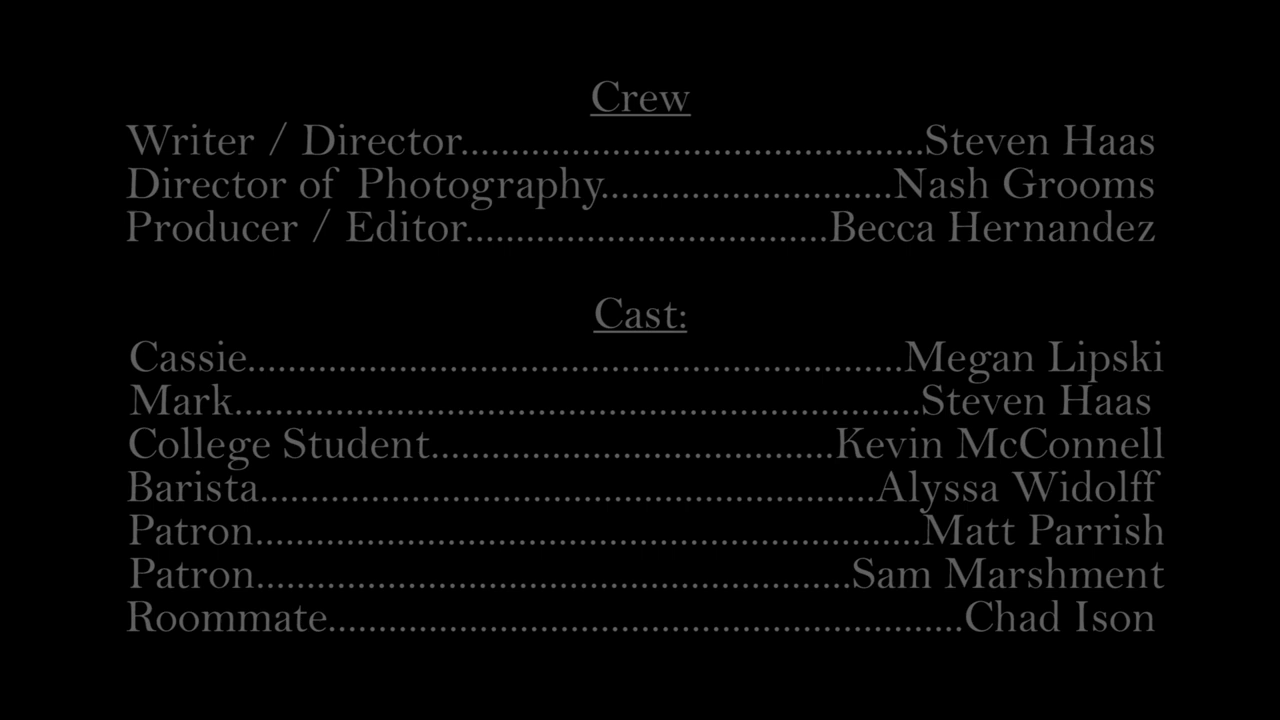 Crew
Writer / Director..............................................Steven Haas
Director of Photography.............................Nash Grooms
Producer / Editor....................................Becca Hernandez
Cast:
Cassie.................................................................Megan Lipski
Mark....................................................................Steven Haas
College Student........................................Kevin McConnell
Barista.............................................................Alyssa Widolff
Patron..................................................................Matt Parrish
Patron...........................................................Sam Marshment
Roommate...............................................................Chad Ison